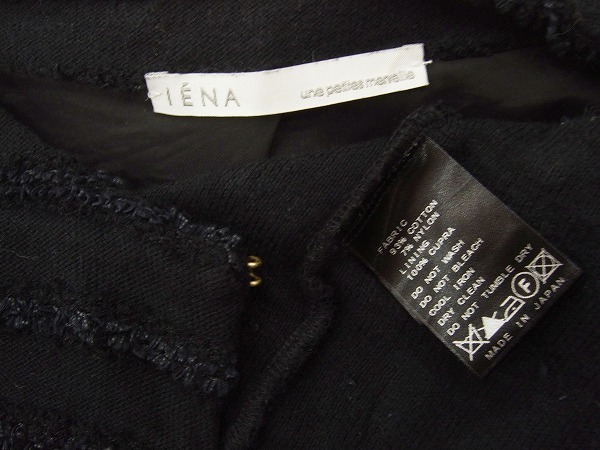 IÉNA
une petites merveille
FABRIC
93% COTTON
7% NYLON
LINING
100% CUPRA
DO NOT WASH
DO NOT BLEACH
COOL IRON
DRY CLEAN
DO NOT TUMBLE DRY
F
MADE IN JAPAN